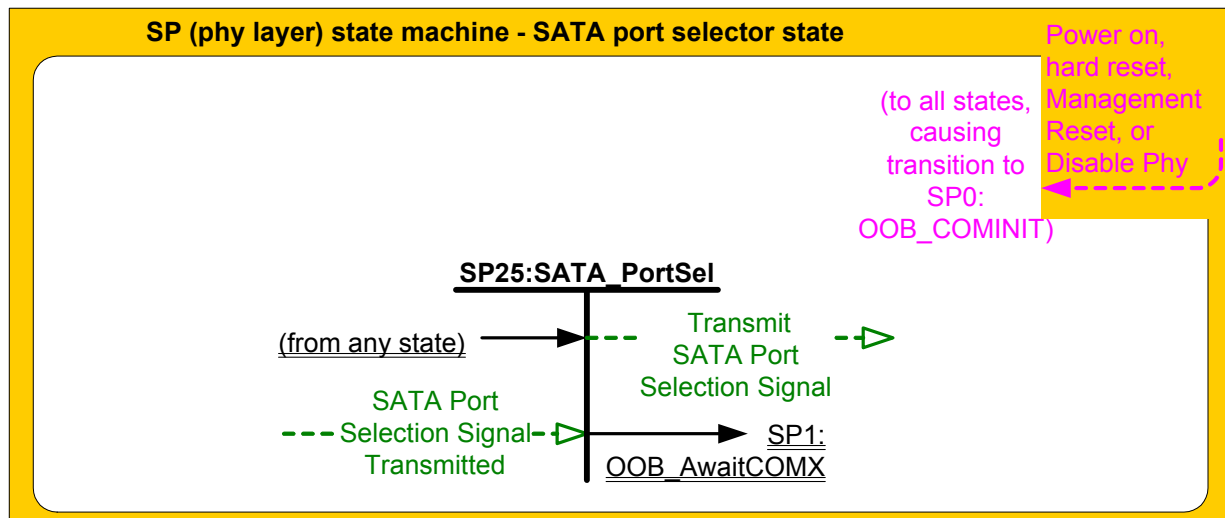 SP (phy layer) state machine - SATA port selector state
Power on,
hard reset,
Management
Reset, or
Disable Phy
(to all states,
causing
transition to
SP0:
OOB_COMINIT)
SP25:SATA_PortSel
(from any state)
Transmit
SATA Port
Selection Signal
SATA Port
Selection Signal
Transmitted
SP1:
OOB_AwaitCOMX